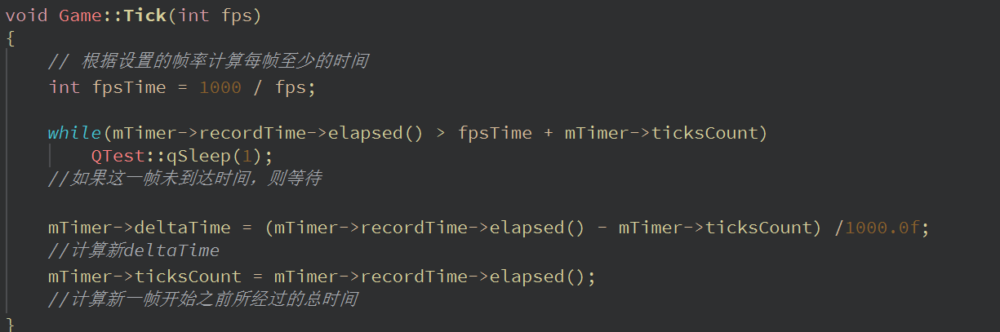 void Game::Tick(int fps)
{
// 根据设置的帧率计算每帧至少的时间
int fpsTime = 1000 / fps;
while(mTimer->recordTime->elapsed() > fpsTime + mTimer->ticksCount)
QTest::qSleep(1);
//如果这一帧未到达时间，则等待
mTimer->deltaTime = (mTimer->recordTime->elapsed() - mTimer->ticksCount) /1000.0f;
//计算新deltaTime
mTimer->ticksCount = mTimer->recordTime->elapsed();
//计算新一帧开始之前所经过的总时间
}